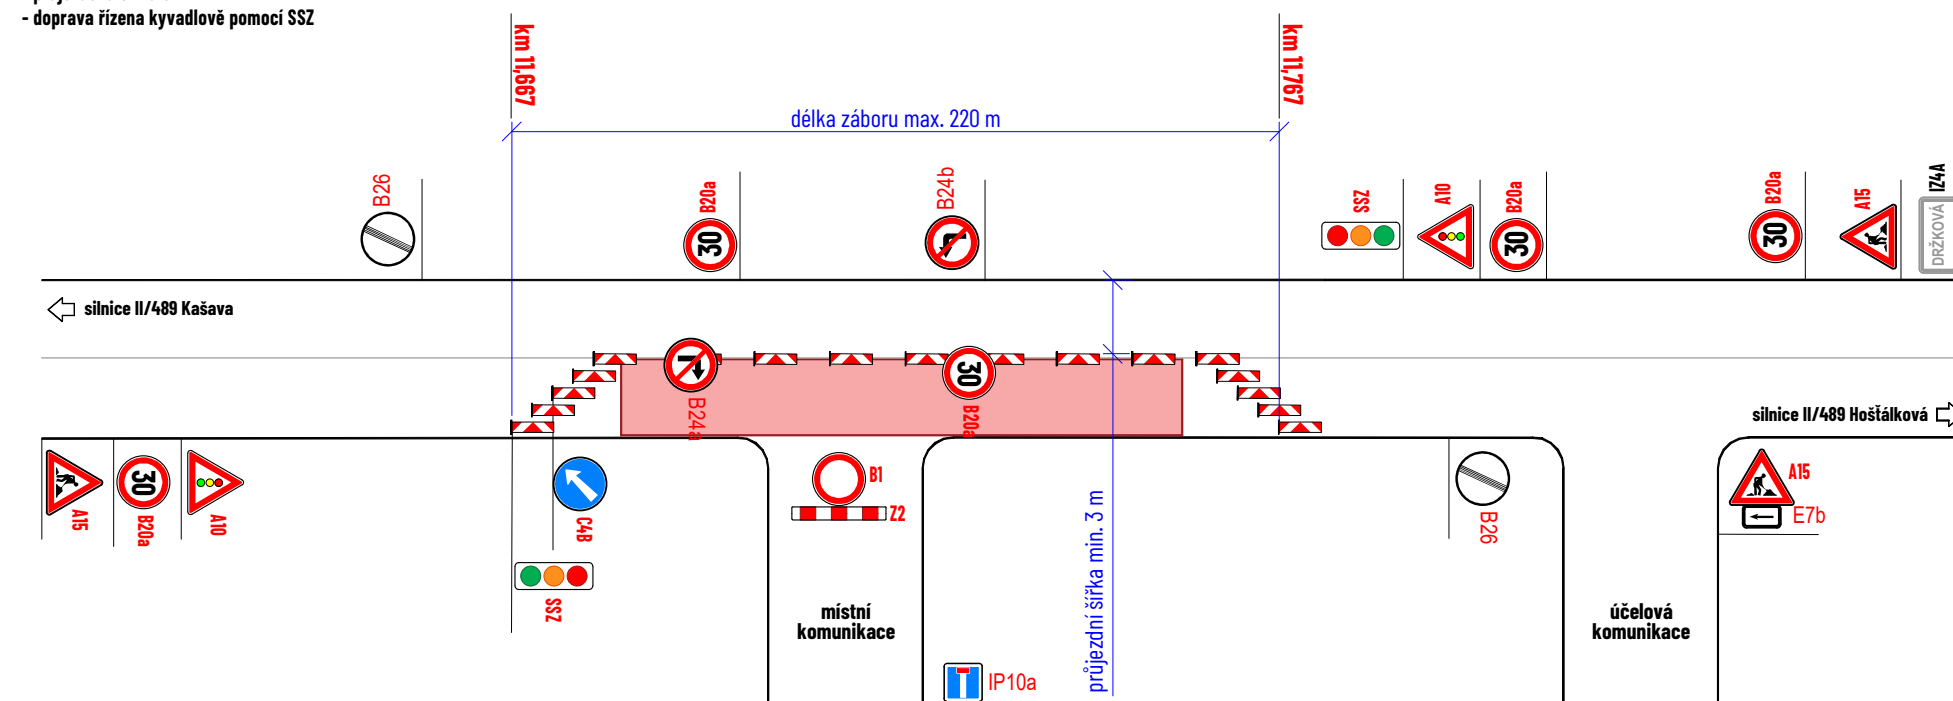 - doprava řízena kyvadlově pomocí SSZ
km 11,667
km 11,767
délka záboru max. 220 m
B26
B20a
30
B24b
SSZ
A10
B20a
30
B20a
30
A15
IZ4A
DRŽKOVÁ
silnice II/489 Kašava
B24a
30
B20a
silnice II/489 Hošťálková
A15
30
B20a
A10
C4B
SSZ
B1
Z2
místní
komunikace
IP10a
průjezdní šířka min. 3 m
B26
účelová
komunikace
A15
E7b